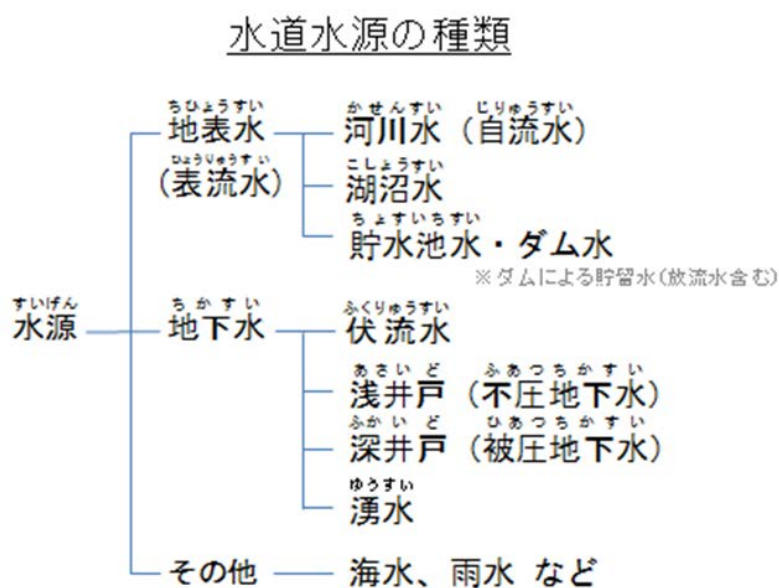 水道水源の種類
ちひょうすい
地表水
ひょうりゅうすい
(表流水)
かせんすい じりゅうすい
河川水 (自流水)
こしょうすい
湖沼水
ちょすいちすい
貯水池水・ダム水
※ダムによる貯留水(放流水含む)
すいげん
水源
ちかすい
地下水
ふくりゅうすい
伏流水
あさいど ふあつちかすい
浅井戸 (不圧地下水)
ふかいど ひあつちかすい
深井戸 (被圧地下水)
ゆうすい
湧水
その他
海水、雨水 など